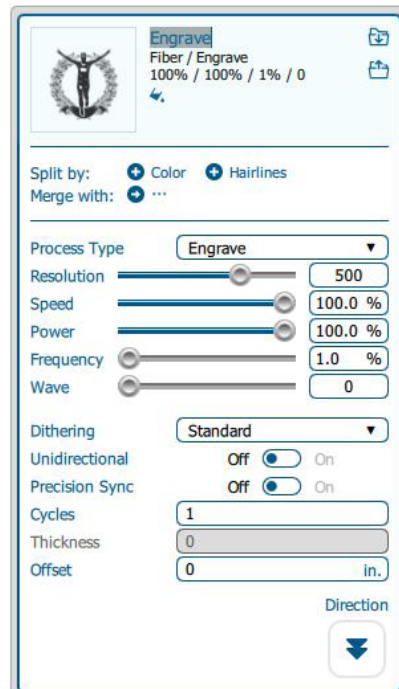 Engrave
Fiber / Engrave
100% / 100% / 1% / 0
Split by: Color Hairlines
Merge with: ...
Process Type Engrave
Resolution 500
Speed 100.0 %
Power 100.0 %
Frequency 1.0 %
Wave 0
Dithering Standard
Unidirectional Off On
Precision Sync Off On
Cycles 1
Thickness 0
Offset 0 in.
Direction